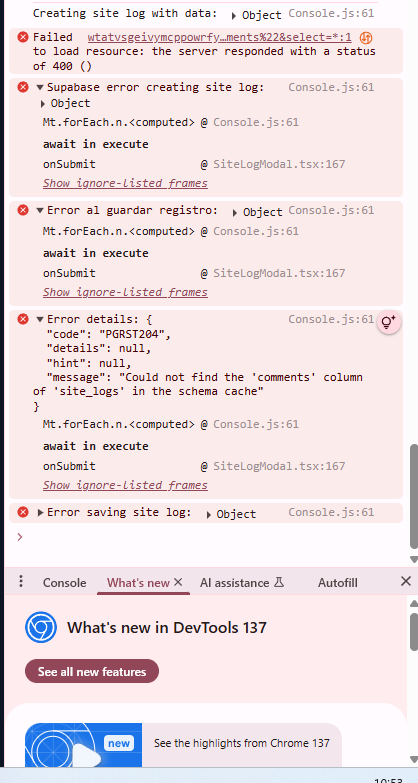 Creating site log with data: ▶ Object Console.js:61
Failed wtatvsgeivymcppowrfy…ments%22&select=*:1
to load resource: the server responded with a status
of 400 ()
▼Supabase error creating site log: Console.js:61
▶ Object
Mt.forEach.n.<computed> @ Console.js:61
await in execute
onSubmit @ SiteLogModal.tsx:167
Show ignore-listed frames
▼Error al guardar registro: ▶ Object Console.js:61
Mt.forEach.n.<computed> @ Console.js:61
await in execute
onSubmit @ SiteLogModal.tsx:167
Show ignore-listed frames
▼Error details: { Console.js:61
"code": "PGRST204",
"details": null,
"hint": null,
"message": "Could not find the 'comments' column
of 'site_logs' in the schema cache"
}
Mt.forEach.n.<computed> @ Console.js:61
await in execute
onSubmit @ SiteLogModal.tsx:167
Show ignore-listed frames
▶Error saving site log: ▶ Object Console.js:61
>
Console What's new × AI assistance Autofill ×
What's new in DevTools 137
See all new features
new See the highlights from Chrome 137